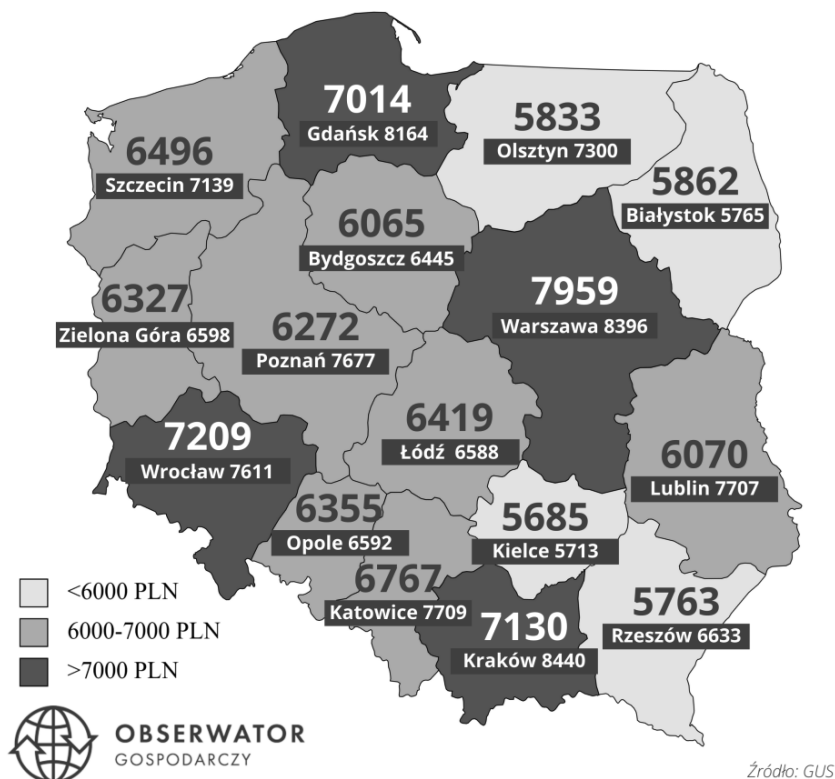 7014
Gdańsk 8164
5833
Olsztyn 7300
6496
Szczecin 7139
5862
Białystok 5765
6065
Bydgoszcz 6445
7959
Warszawa 8396
6327
Zielona Góra 6598
6272
Poznań 7677
6419
Łódź 6588
7209
Wrocław 7611
6070
Lublin 7707
6355
Opole 6592
5685
Kielce 5713
6767
Katowice 7709
7130
Kraków 8440
5763
Rzeszów 6633
<6000 PLN
6000-7000 PLN
>7000 PLN
OBSERWATOR
GOSPODARCZY
Źródło: GUS